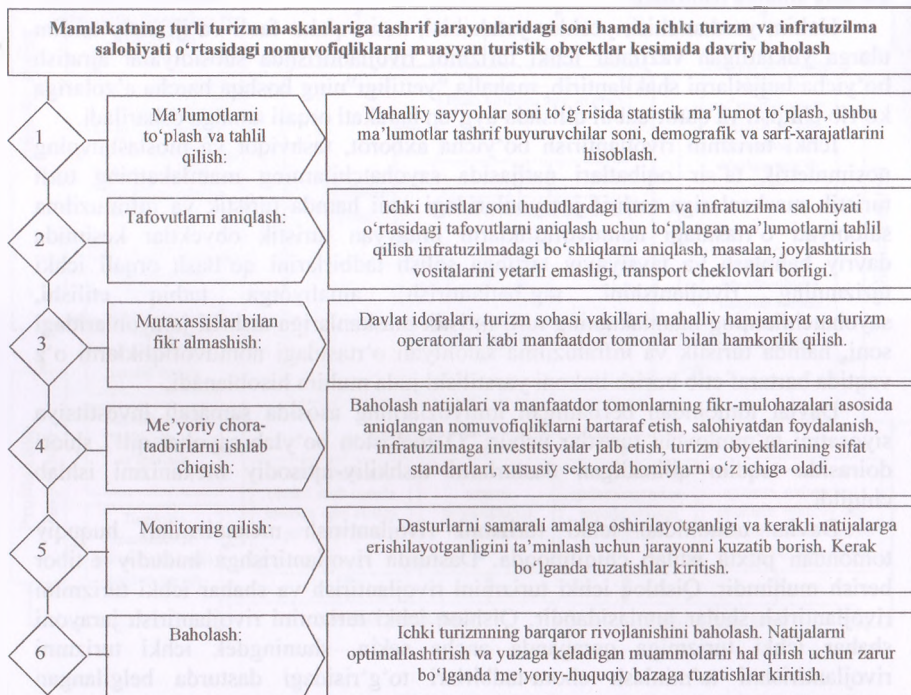 Mamlakatning turli turizm maskanlariga tashrif jarayonlaridagi soni hamda ichki turizm va infratuzilma
salohiyati o‘rtasidagi nomuvofiqliklarni muayyan turistik obyektlar kesimida davriy baholash
1
Ma’lumotlarni
to‘plash va tahlil
qilish:
Mahalliy sayyohlar soni to‘g‘risida statistik ma’lumot to‘plash, ushbu
ma’lumotlar tashrif buyuruvchilar soni, demografik va sarf-xarajatlarini
hisoblash.
2
Tafovutlarni aniqlash:
Ichki turistlar soni hududlardagi turizm va infratuzilma salohiyati
o‘rtasidagi tafovutlarni aniqlash uchun to‘plangan ma’lumotlarni tahlil
qilish. Buning sababi,
vositalarini yetarli emasligi, transport cheklovlari borligi.
3
Mutaxassislar bilan
fikr almashish:
Davlat idoralari, turizm sohasi vakillari, mahalliy hamjamiyat va turizm
operatorlari kabi manfaatdor tomonlar bilan hamkorlik qilish.
4
Me’yoriy chora-
tadbirlarni ishlab
chiqish:
Baholash natijalari va manfaatdor tomonlarning fikr-mulohazalari asosida
aniqlangan nomuvofiqliklarni bartaraf etish, salohiyatdan foydalanish,
infratuzilmaga investitsiyalar jalb etish, turizm obyektlarining sifat
standartlari, xususiy sektorda homiylarni o‘z ichiga oladi.
5
Monitoring qilish:
Dasturlarni samarali amalga oshirilayotganligi va kerakli natijalarga
erishilayotganligini ta’minlash uchun jarayonni kuzatib borish. Kerak
bo‘lganda tuzatishlar kiritish.
6
Baholash:
Ichki turizmning barqaror rivojlanishini baholash. Natijalarni
optimallashtirish va yuzaga keladigan muammolarni hal qilish uchun zarur
bo‘lganda me’yoriy-huquqiy bazaga tuzatishlar kiritish.